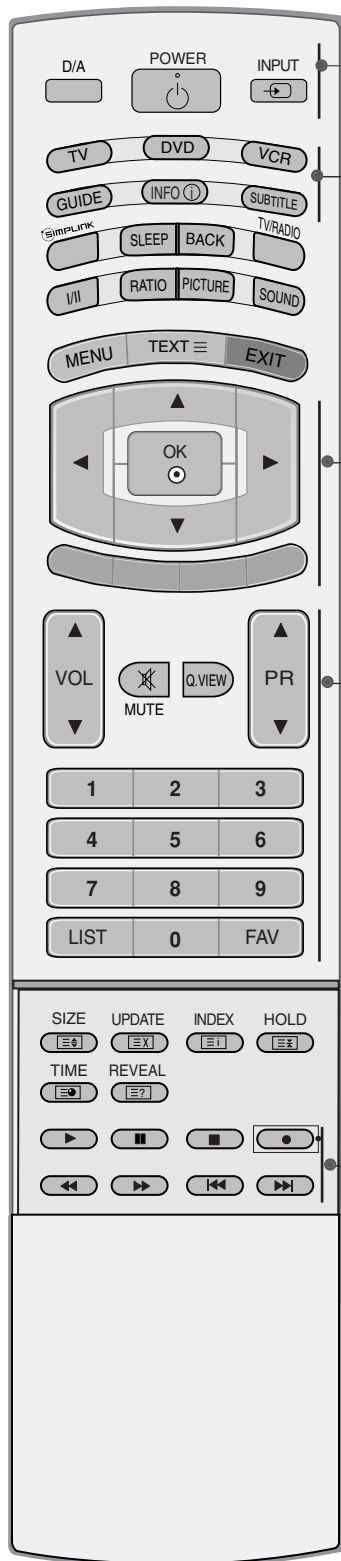 D/A POWER INPUT
TV DVD VCR
GUIDE INFO i SUBTITLE
SIMPLINK SLEEP BACK TV/RADIO
I/II RATIO PICTURE SOUND
MENU TEXT EXIT
OK
VOL MUTE Q.VIEW PR
1 2 3
4 5 6
7 8 9
LIST 0 FAV
SIZE UPDATE INDEX HOLD
X i
TIME REVEAL
?